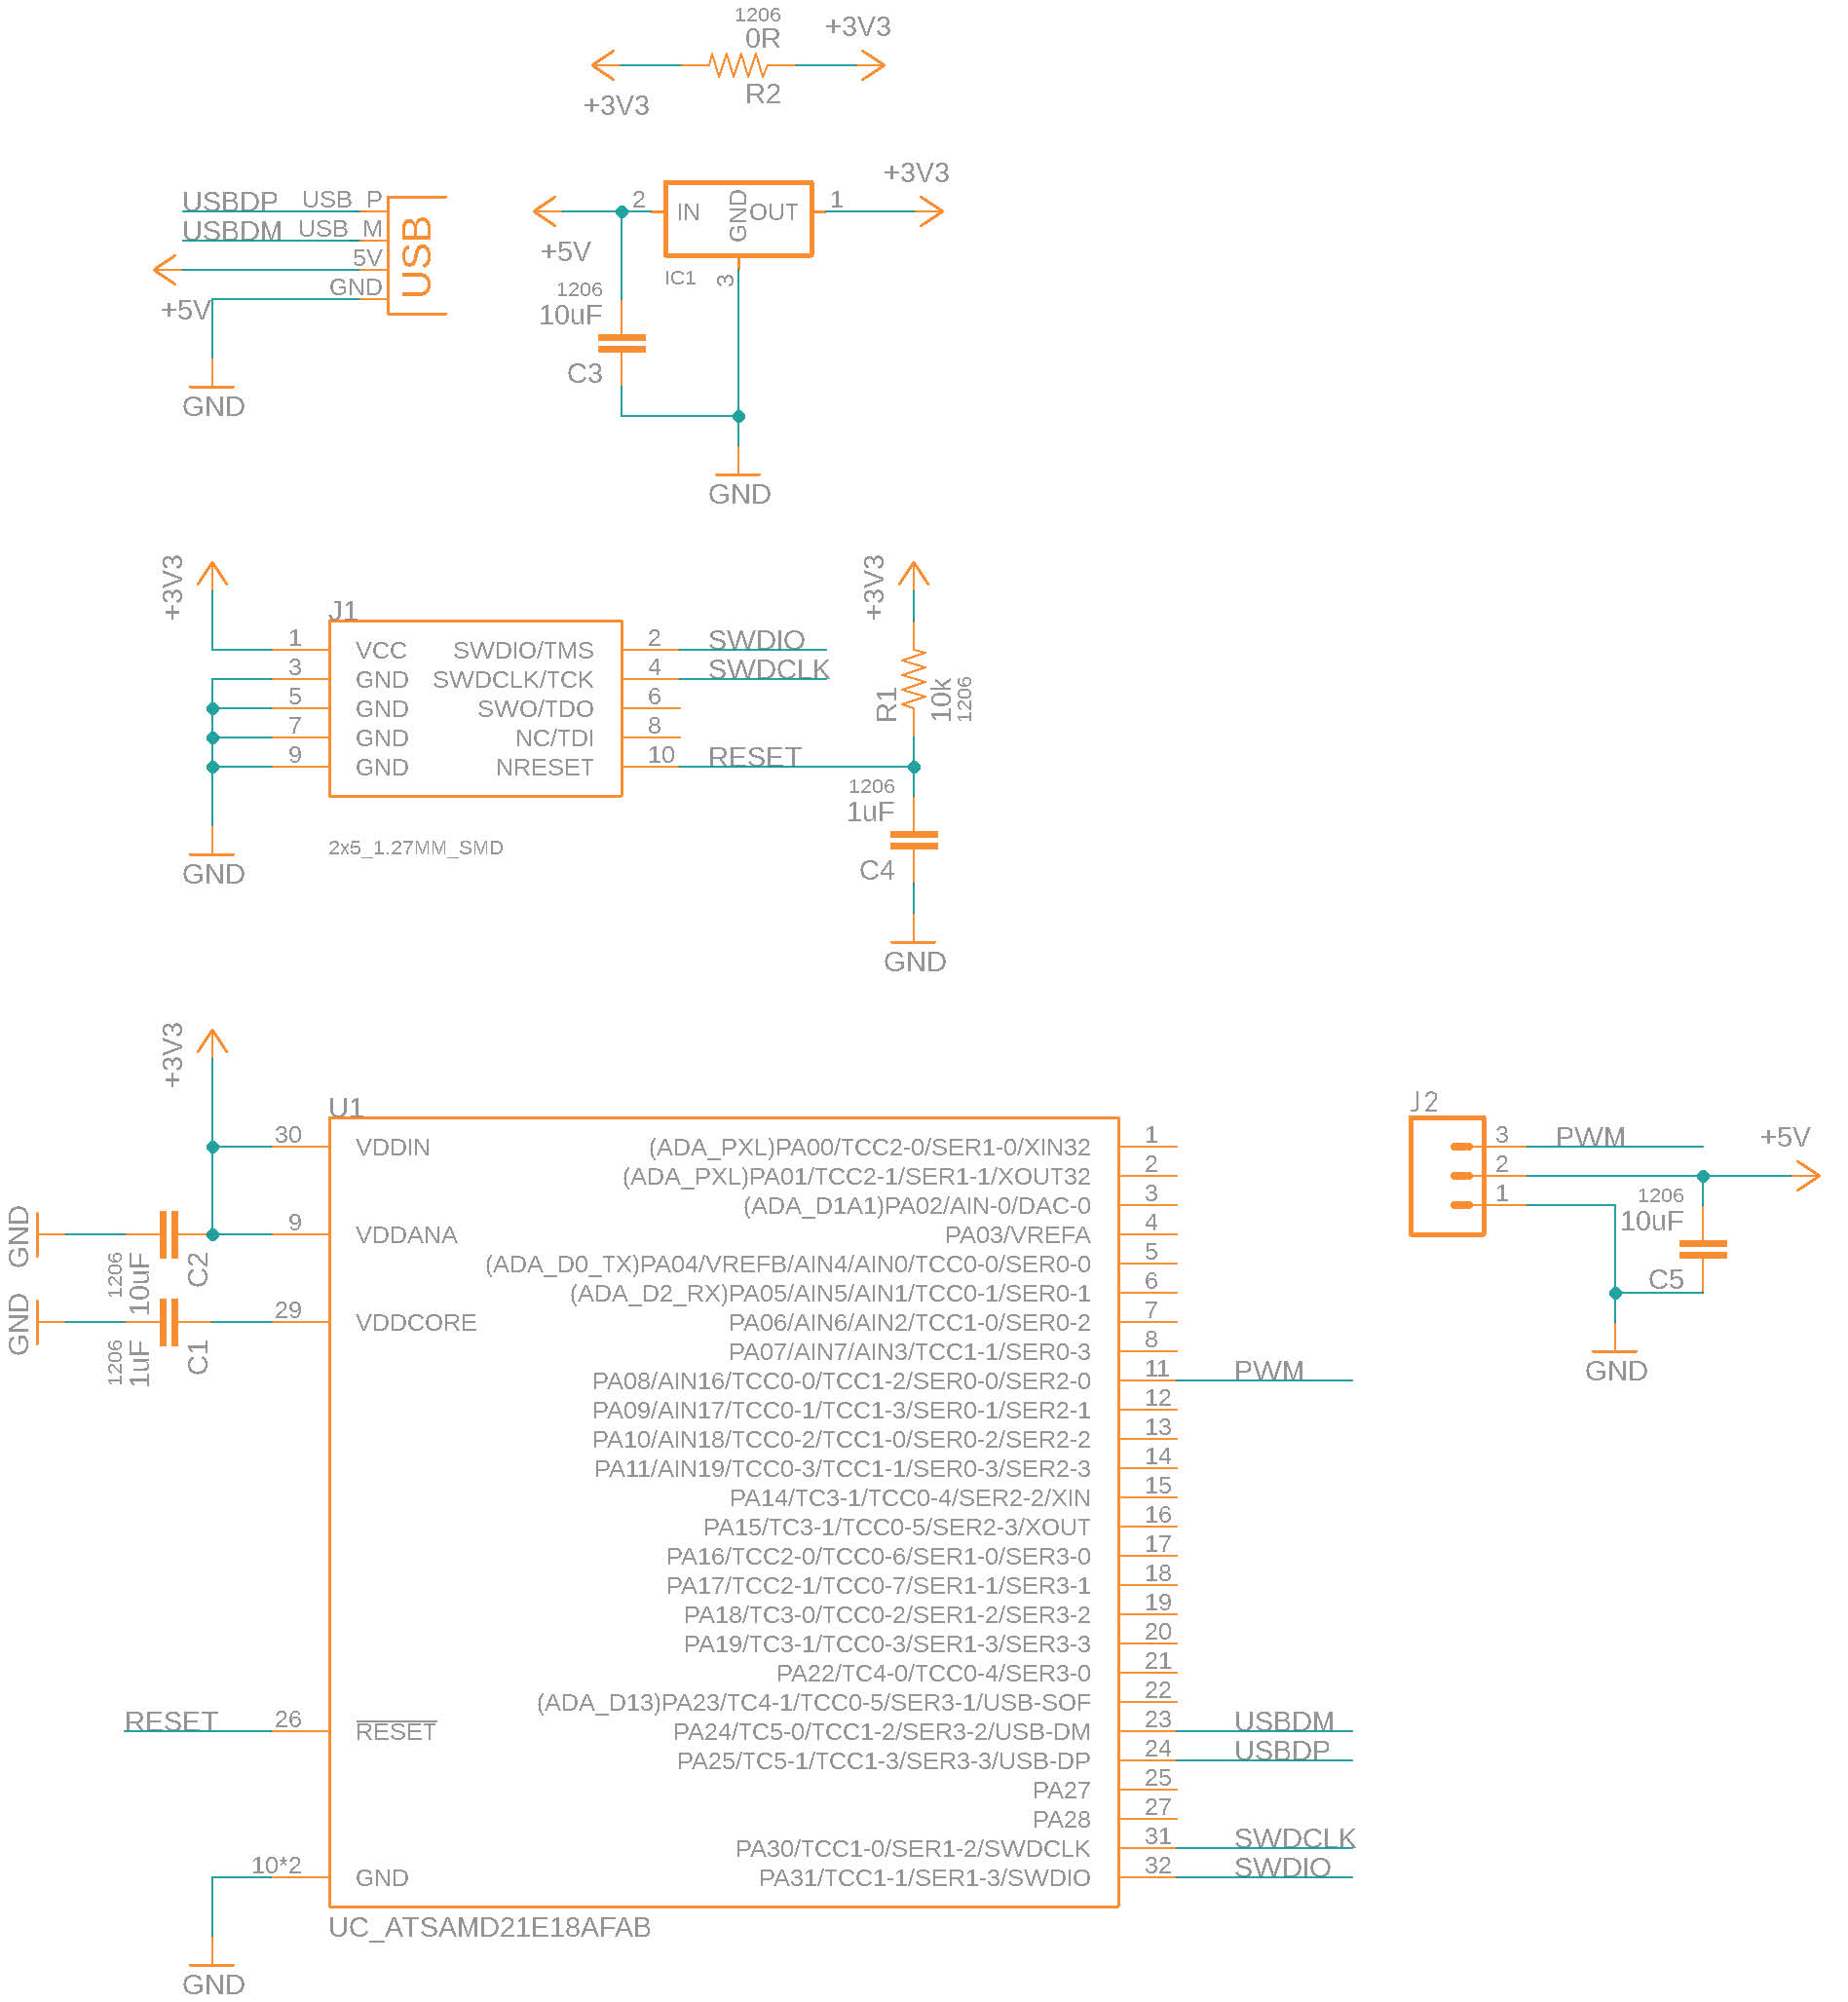 1206
0R
+3V3
+3V3
R2
USBDP
USB P
USBDM
USB M
5V
GND
+5V
USB
GND
+3V3
2
IN
GND
OUT
1
+5V
IC1
3
1206
10uF
C3
GND
+3V3
J1
1
VCC
SWDIO/TMS
2
SWDIO
3
GND
SWDCLK/TCK
4
SWDCLK
5
GND
SWO/TDO
6
7
GND
NC/TDI
8
9
GND
NRESET
10
RESET
2x5_1.27MM_SMD
GND
+3V3
R1
10k
1206
1206
1uF
C4
GND
+3V3
U1
30
VDDIN
9
VDDANA
29
VDDCORE
GND
1206
10uF
C2
GND
1206
1uF
C1
RESET
26
RESET
10*2
GND
GND
(ADA_PXL)PA00/TCC2-0/SER1-0/XIN32 1
(ADA_PXL)PA01/TCC2-1/SER1-1/XOUT32 2
(ADA_D1A1)PA02/AIN-0/DAC-0 3
PA03/VREFA 4
(ADA_D0_TX)PA04/VREFB/AIN4/AIN0/TCC0-0/SER0-0 5
(ADA_D2_RX)PA05/AIN5/AIN1/TCC0-1/SER0-1 6
PA06/AIN6/AIN2/TCC1-0/SER0-2 7
PA07/AIN7/AIN3/TCC1-1/SER0-3 8
PA08/AIN16/TCC0-0/TCC1-2/SER0-0/SER2-0 11 PWM
PA09/AIN17/TCC0-1/TCC1-3/SER0-1/SER2-1 12
PA10/AIN18/TCC0-2/TCC1-0/SER0-2/SER2-2 13
PA11/AIN19/TCC0-3/TCC1-1/SER0-3/SER2-3 14
PA14/TC3-1/TCC0-4/SER2-2/XIN 15
PA15/TC3-1/TCC0-5/SER2-3/XOUT 16
PA16/TCC2-0/TCC0-6/SER1-0/SER3-0 17
PA17/TCC2-1/TCC0-7/SER1-1/SER3-1 18
PA18/TC3-0/TCC0-2/SER1-2/SER3-2 19
PA19/TC3-1/TCC0-3/SER1-3/SER3-3 20
PA22/TC4-0/TCC0-4/SER3-0 21
(ADA_D13)PA23/TC4-1/TCC0-5/SER3-1/USB-SOF 22
PA24/TC5-0/TCC1-2/SER3-2/USB-DM 23 USBDM
PA25/TC5-1/TCC1-3/SER3-3/USB-DP 24 USBDP
PA27 25
PA28 27
PA30/TCC1-0/SER1-2/SWDCLK 31 SWDCLK
PA31/TCC1-1/SER1-3/SWDIO 32 SWDIO
UC_ATSAMD21E18AFAB
J2
3
PWM
+5V
2
1
1206
10uF
C5
GND